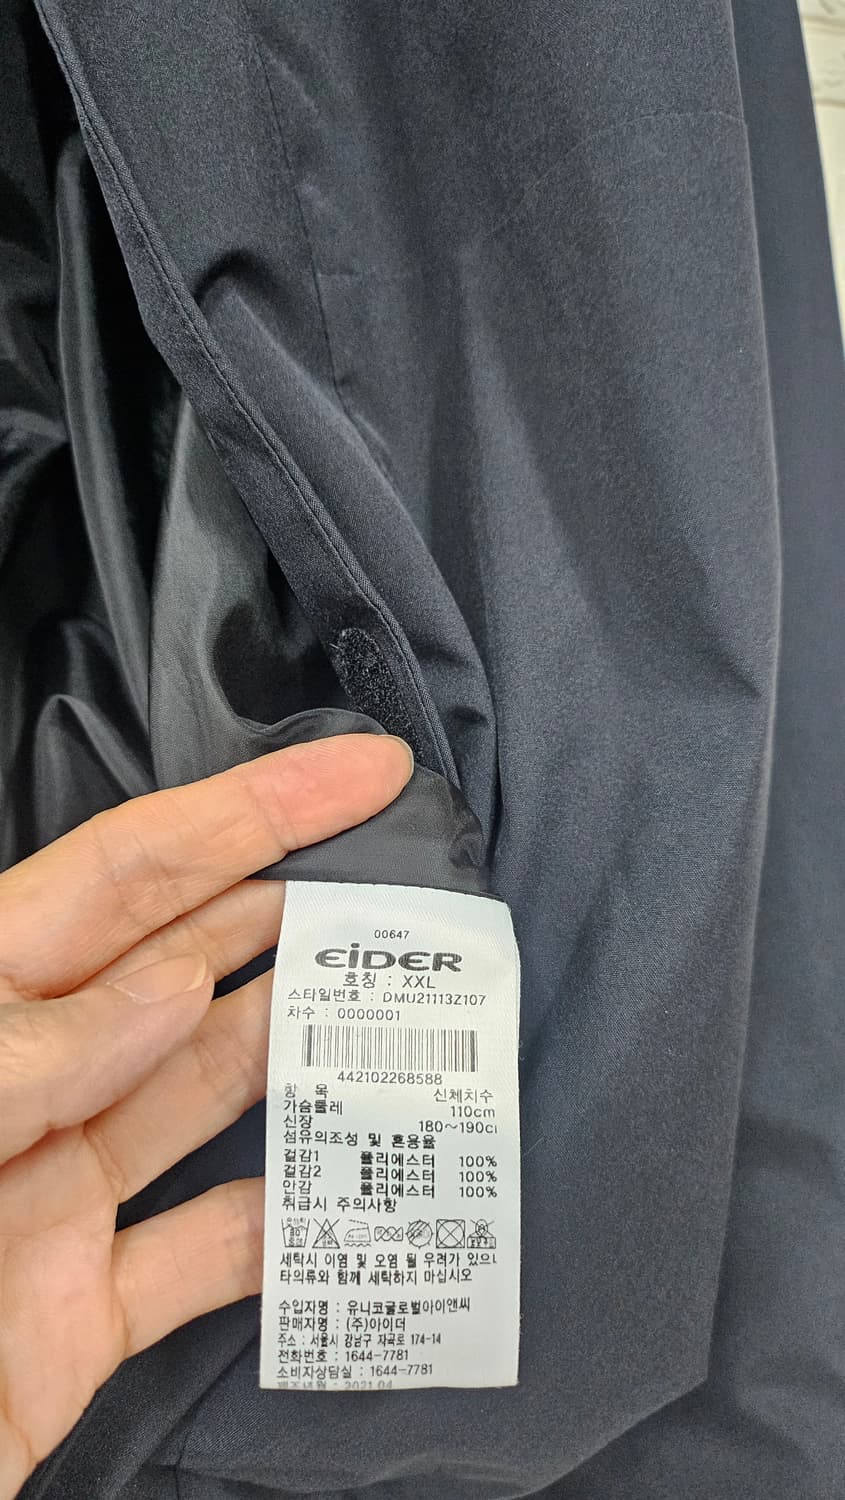 00647
EiDER
호칭 : XXL
스타일번호 : DMU21113Z107
차수 : 0000001
442102268588
항 목 신체치수
가슴둘레 110cm
신장 180~190c
섬유의조성 및 혼용율
겉감1 폴리에스터 100%
겉감2 폴리에스터 100%
안감 폴리에스터 100%
취급시 주의사항
세탁시 이염 및 오염 될 우려가 있으니
타의류와 함께 세탁하지 마십시오
수입자명 : 유니코글로벌아이앤씨
판매자명 : (주)아이더
주소 : 서울시 강남구 자곡로 174-14
전화번호 : 1644-7781
소비자상담실 : 1644-7781
제조년월 : 2021.04